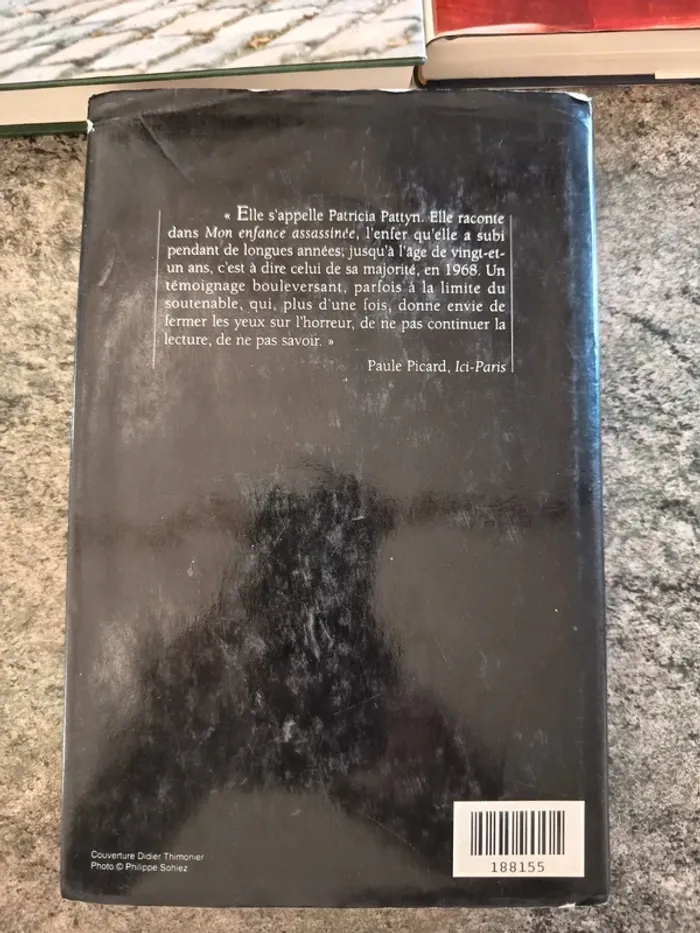 « Elle s'appelle Patricia Pattyn. Elle raconte
dans Mon enfance assassinée, l'enfer qu'elle a subi
pendant de longues années, jusqu'à l'âge de vingt-et-
un ans, c'est à dire celui de sa majorité, en 1968. Un
témoignage bouleversant, parfois à la limite du
soutenable, qui, plus d'une fois, donne envie de
fermer les yeux sur l'horreur, de ne pas continuer la
lecture, de ne pas savoir. »
Paule Picard, Ici-Paris
Couverture Didier Thimonier
Photo © Philippe Sohiez
188155